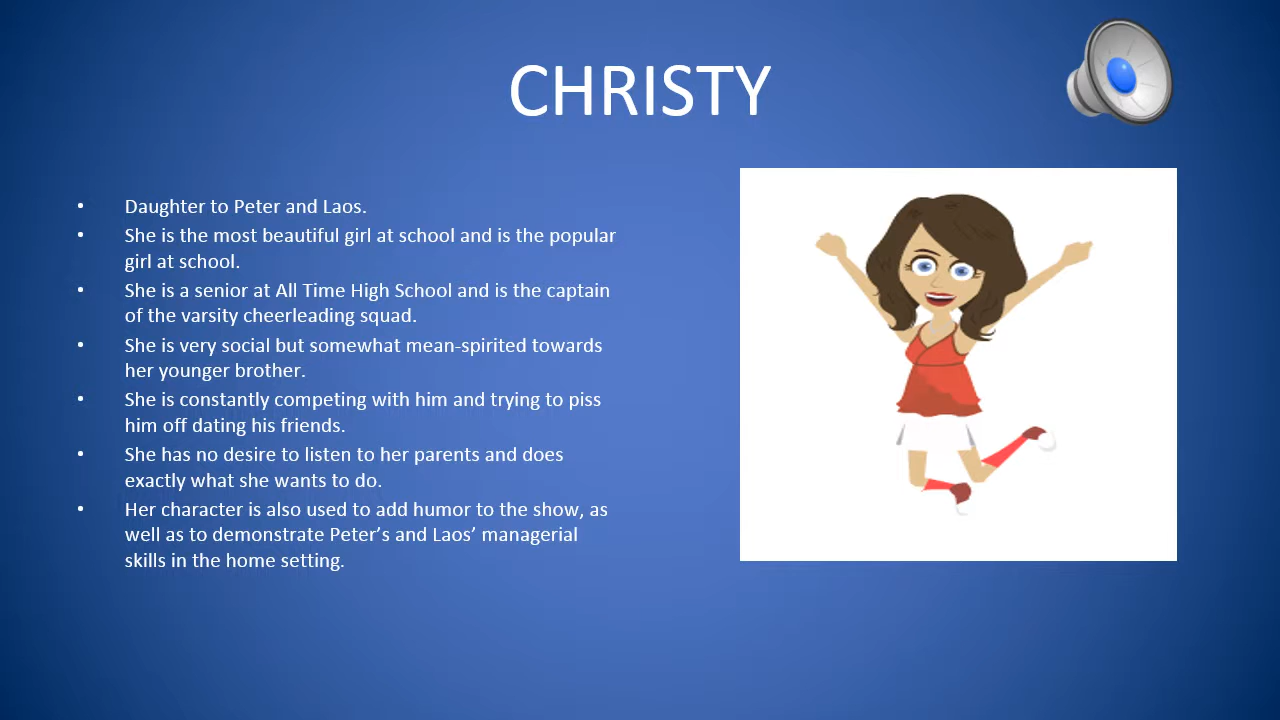 CHRISTY
• Daughter to Peter and Laos.
• She is the most beautiful girl at school and is the popular
girl at school.
• She is a senior at All Time High School and is the captain
of the varsity cheerleading squad.
• She is very social but somewhat mean-spirited towards
her younger brother.
• She is constantly competing with him and trying to piss
him off dating his friends.
• She has no desire to listen to her parents and does
exactly what she wants to do.
• Her character is also used to add humor to the show, as
well as to demonstrate Peter’s and Laos’ managerial
skills in the home setting.